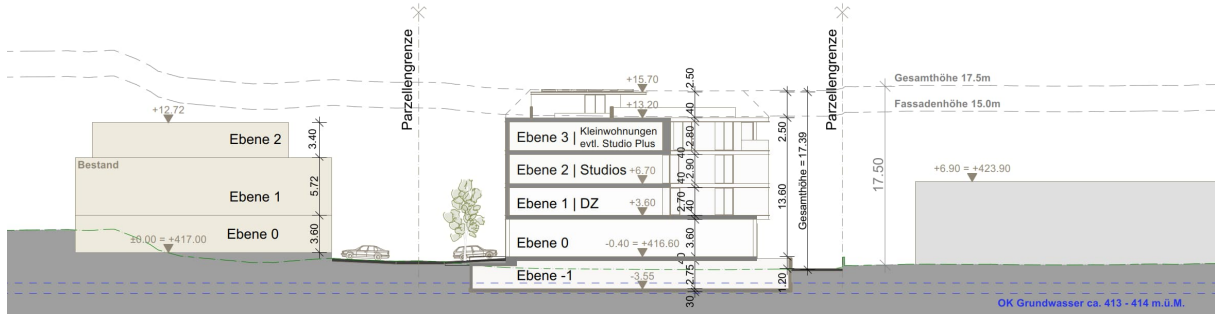 Parzellengrenze
Parzellengrenze
Gesamthöhe 17.5m
Fassadenhöhe 15.0m
+15.70
2.50
+12.72
+13.20
40
2.50
Ebene 2
3.40
Ebene 3 |
Kleinwohnungen
evtl. Studio Plus
2.80
Bestand
40
Ebene 2 | Studios
+6.70
2.90
17.50
+6.90 = +423.90
Ebene 1
5.72
Ebene 1 | DZ
+3.60
2.70
40
13.60
Gesamthöhe = 17.39
Ebene 0
±0.00 = +417.00
3.60
Ebene 0
-0.40 = +416.60
3.60
40
Ebene -1
-3.55
2.75
1.20
30
OK Grundwasser ca. 413 - 414 m.ü.M.